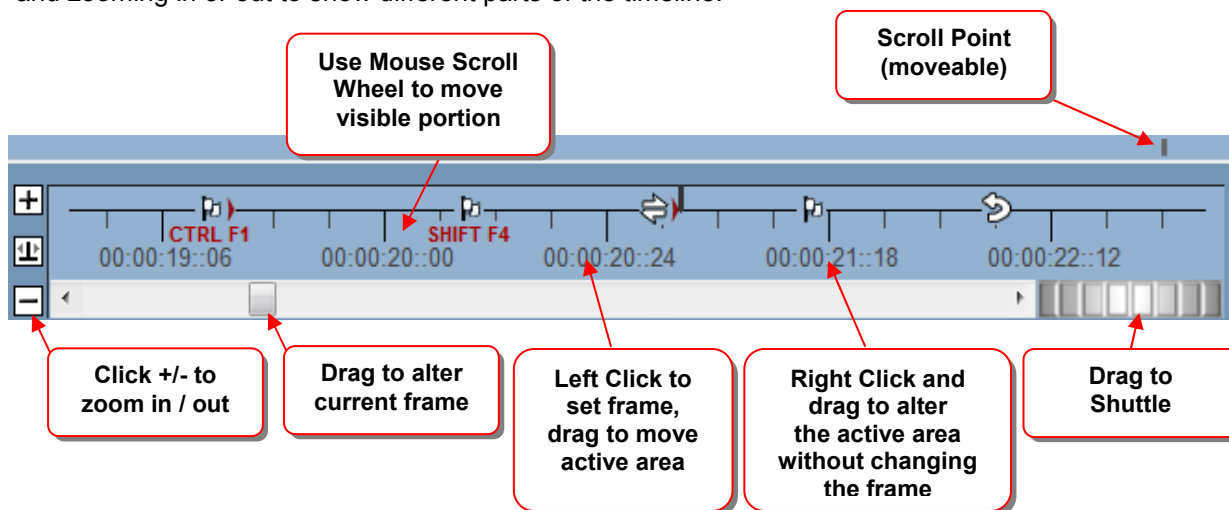 and zooming in or out to show different parts of the timeline.
Scroll Point
(moveable)
Use Mouse Scroll
Wheel to move
visible portion
CTRL F1
SHIFT F4
00:00:19::06
00:00:20::00
00:00:20::24
00:00:21::18
00:00:22::12
Click +/- to
zoom in / out
Drag to alter
current frame
Left Click to
set frame,
drag to move
active area
Right Click and
drag to alter
the active area
without changing
the frame
Drag to
Shuttle